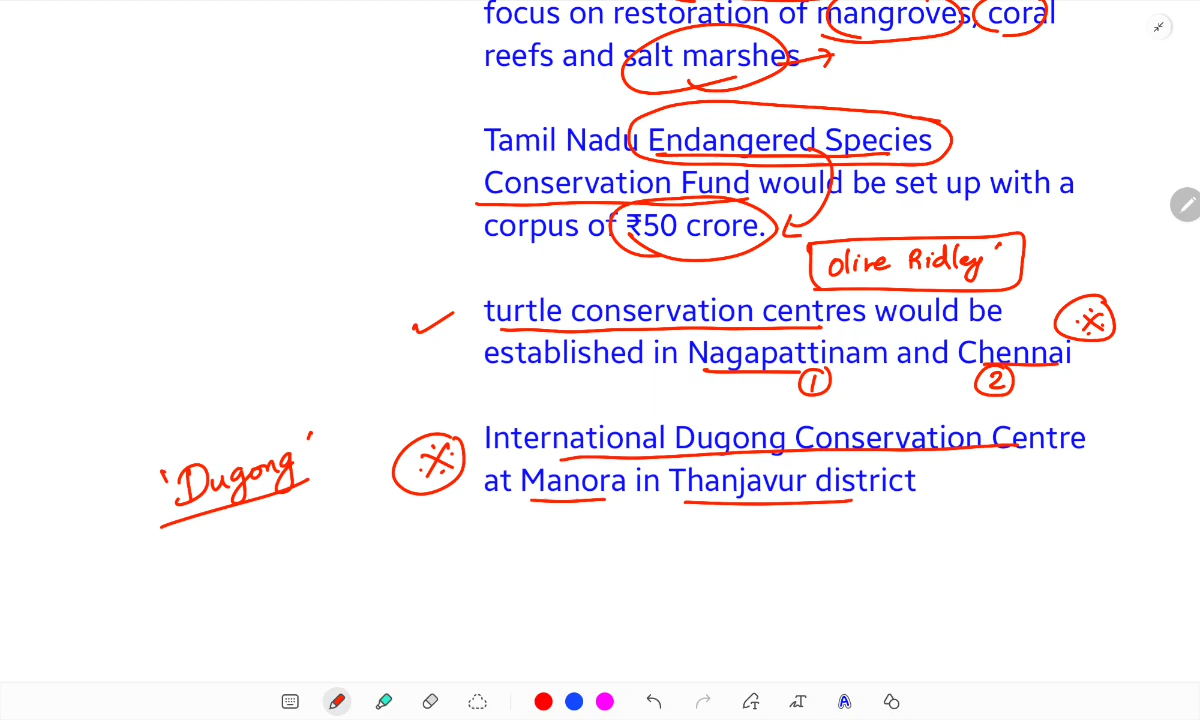 focus on restoration of mangroves, coral
reefs and salt marshes
Tamil Nadu Endangered Species
Conservation Fund would be set up with a
corpus of ₹50 crore.
olive Ridley'
turtle conservation centres would be
established in Nagapattinam and Chennai
1 2
International Dugong Conservation Centre
at Manora in Thanjavur district
'Dugong'